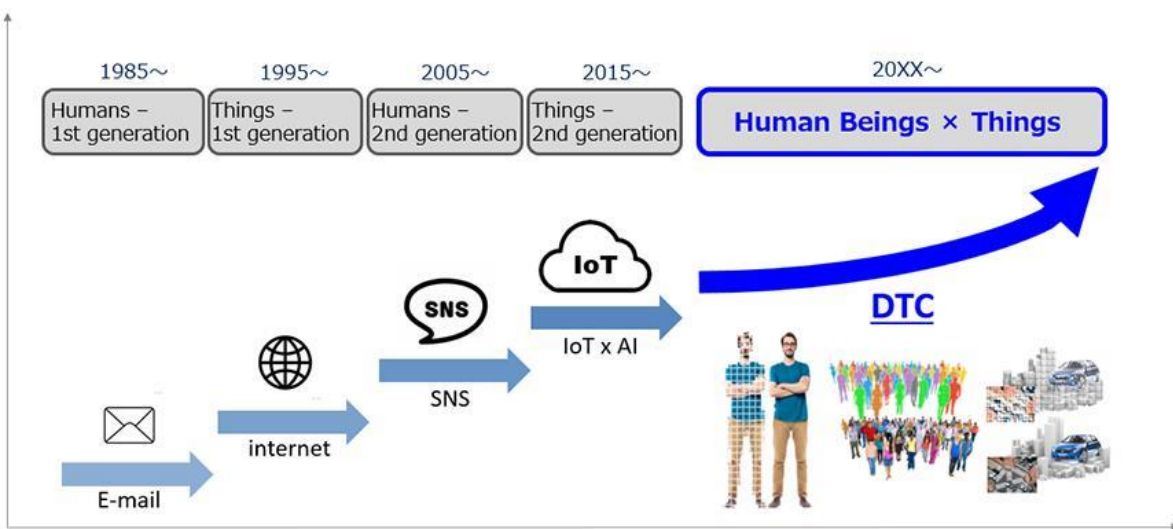 1985～
1995～
2005～
2015～
20XX～
Humans –
1st generation
Things –
1st generation
Humans –
2nd generation
Things –
2nd generation
Human Beings × Things
IoT
IoT x AI
SNS
SNS
internet
E-mail
DTC